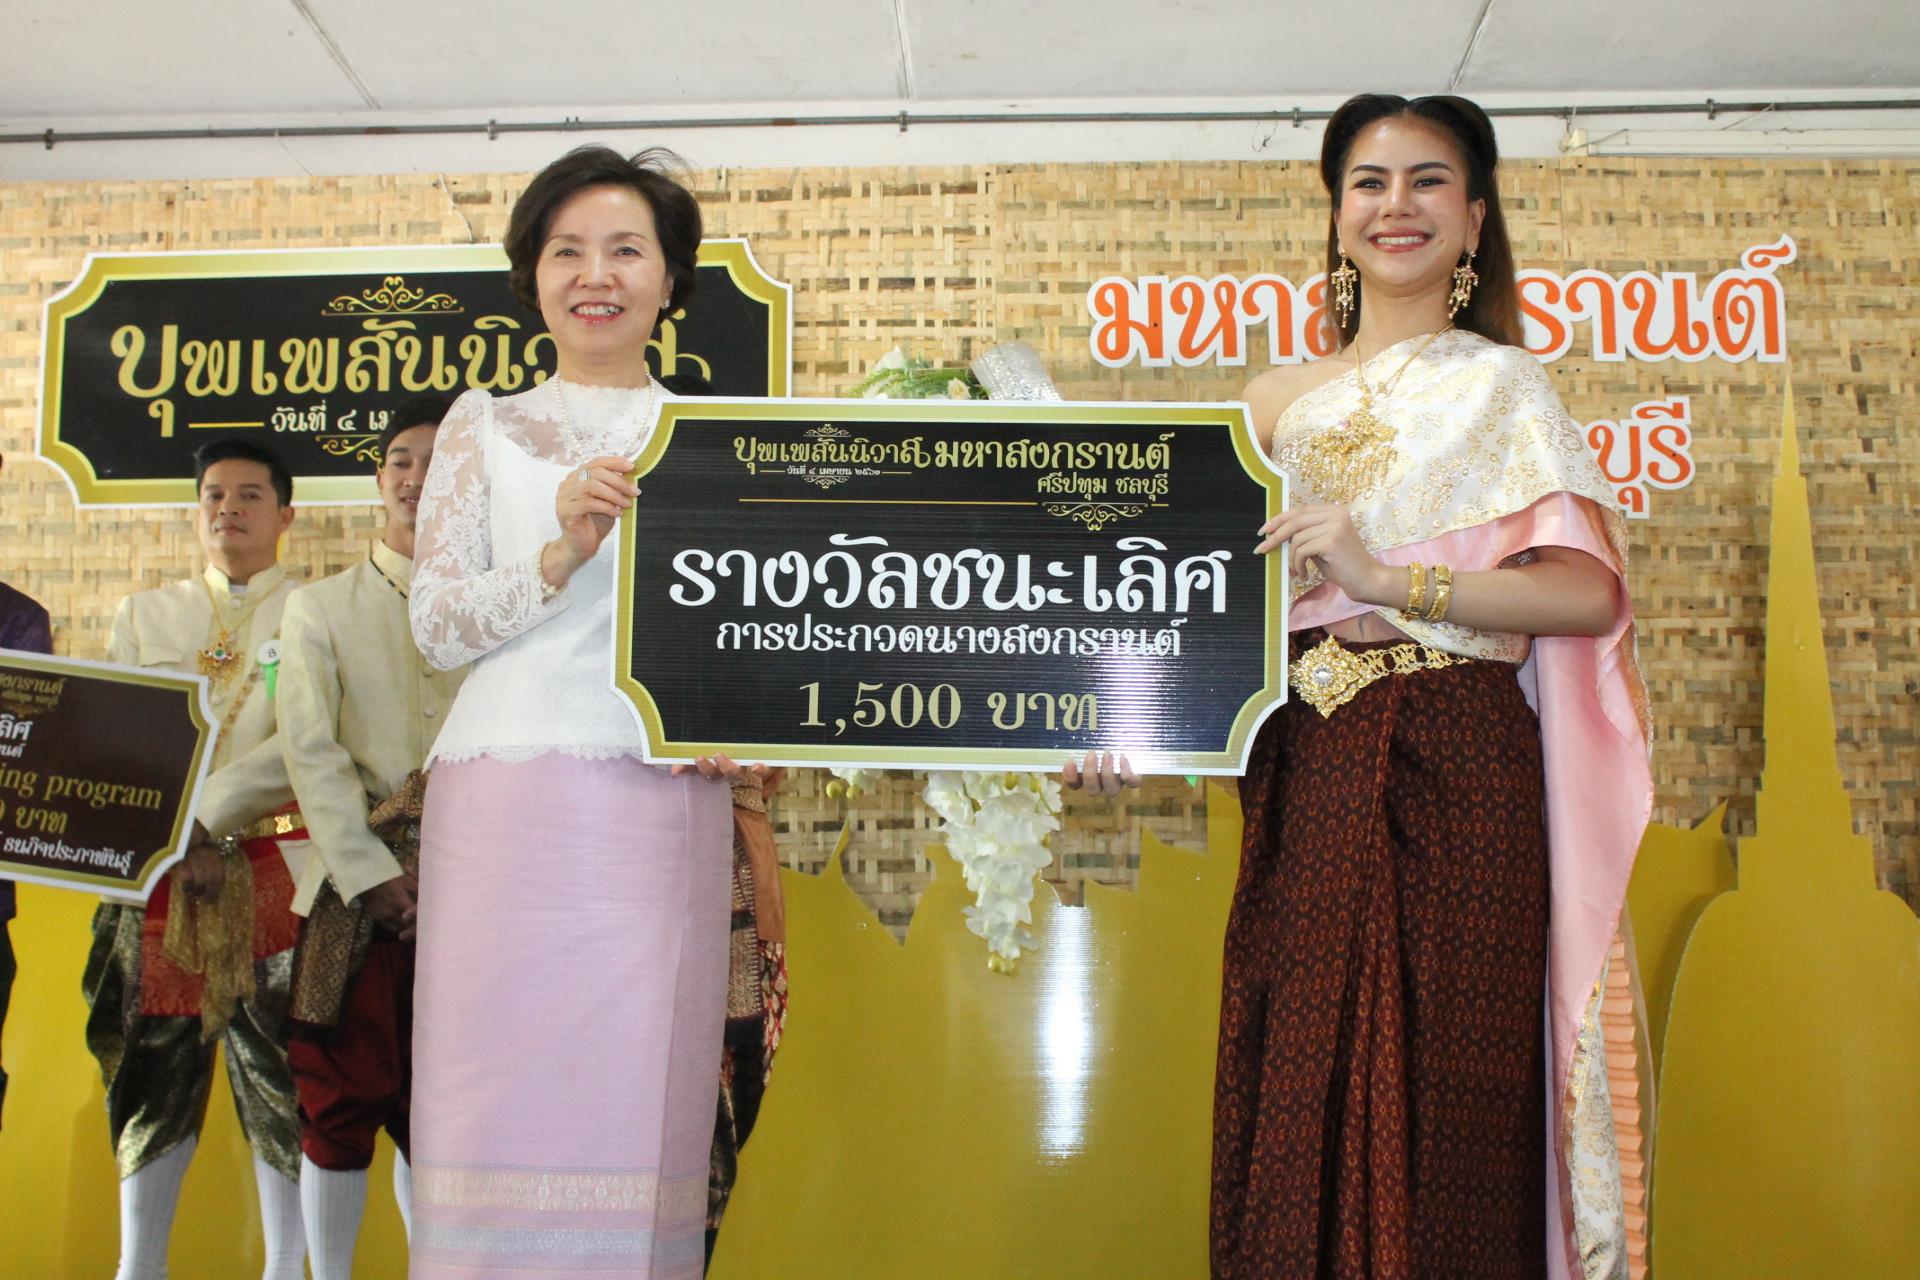 บุพเพสันนิวาส
วันที่ ๔
มหาส
รานต์
บุรี
บุพเพสันนิวาส มหาสงกรานต์
วันที่ ๔ เมษายน ๒๕๖๑
ศรีปทุม ชลบุรี
รางวัลชนะเลิศ
การประกวดนางสงกรานต์
1,500 บาท
8
ing program
บาท
ธนกิจประภาพันธุ์